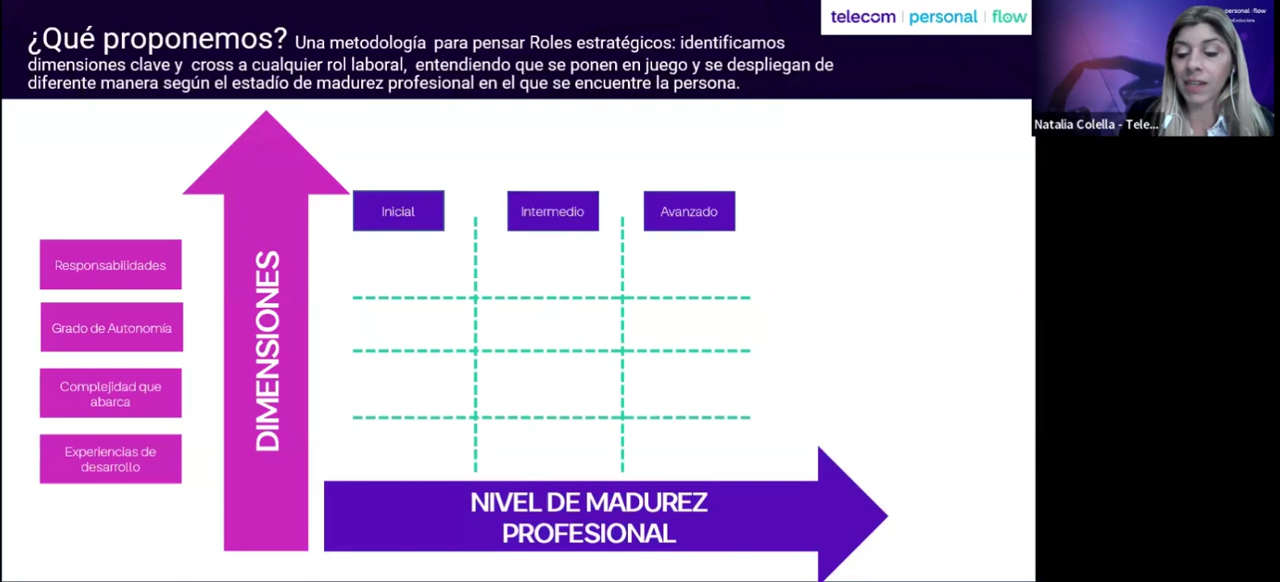 telecom | personal | flow
¿Qué proponemos? Una metodología para pensar Roles estratégicos: identificamos
dimensiones clave y cross a cualquier rol laboral, entendiendo que se ponen en juego y se despliegan de
diferente manera según el estadío de madurez profesional en el que se encuentre la persona.
personal flow
Natalia Colella - Tele...
Inicial
Intermedio
Avanzado
Responsabilidades
Grado de Autonomía
Complejidad que
abarca
Experiencias de
desarrollo
DIMENSIONES
NIVEL DE MADUREZ
PROFESIONAL